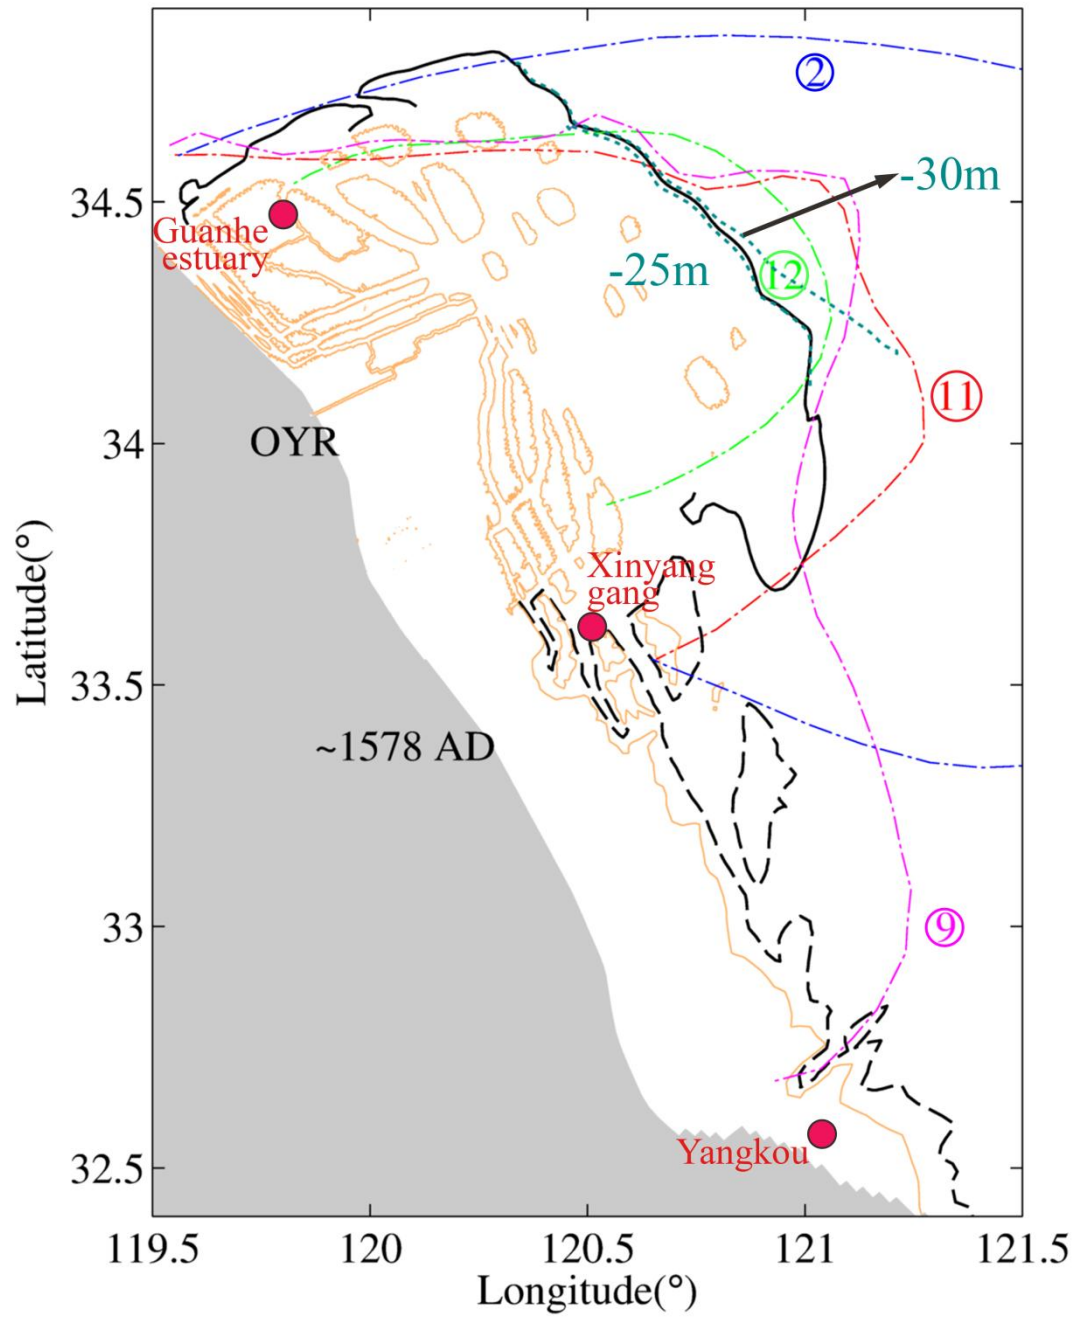 ②
34.5
-30m
Guanhe
estuary
-25m
⑫
⑪
34
OYR
Xinyang
gang
33.5
~1578 AD
33
⑨
Yangkou
32.5
119.5
120
120.5
121
121.5
Longitude(°)
Latitude(°)